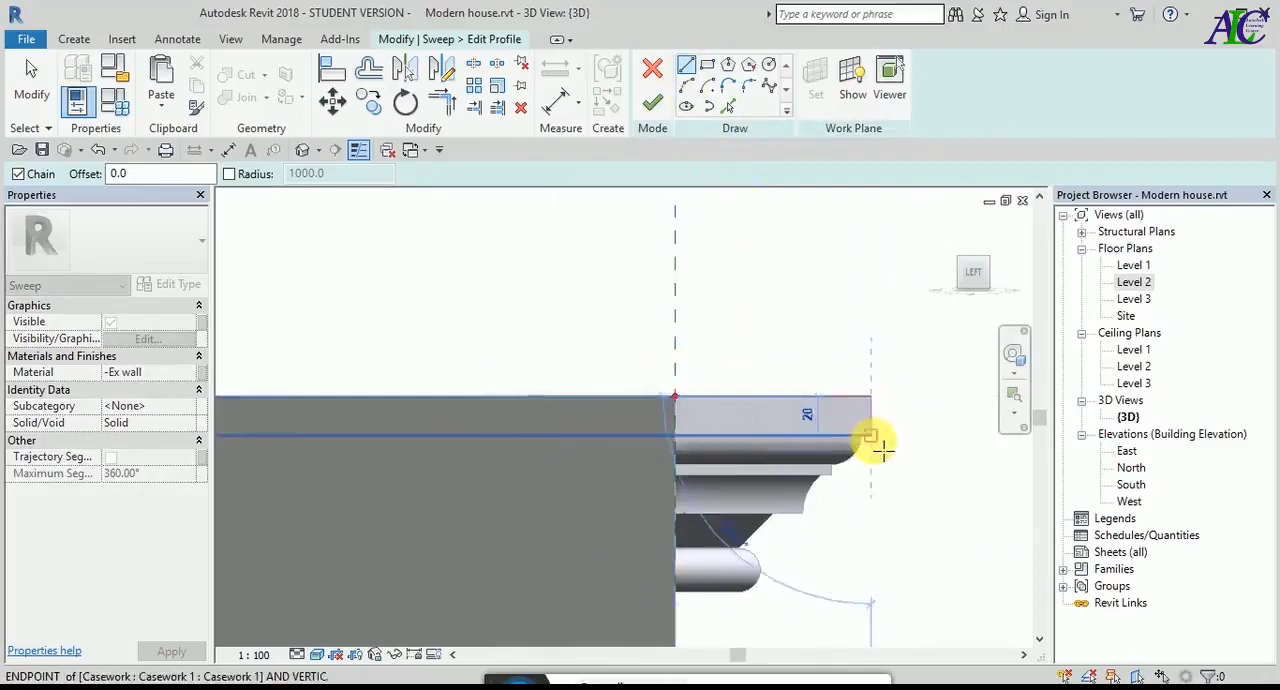 Autodesk Revit 2018 - STUDENT VERSION - Modern house.rvt - 3D View: {3D}
Type a keyword or phrase
Sign In
ALC
File Create Insert Annotate View Manage Add-Ins Modify | Sweep > Edit Profile
Modify
Paste
Cut
Join
Set Show Viewer
Select Properties Clipboard Geometry Modify Measure Create Mode Draw Work Plane
Chain Offset: 0.0 Radius: 1000.0
Properties
Sweep
Edit Type
Graphics
Visible
Visibility/Graphi... Edit...
Materials and Finishes
Material -Ex wall
Identity Data
Subcategory <None>
Solid/Void Solid
Other
Trajectory Seg...
Maximum Seg... 360.00°
Properties help
Apply
LEFT
20
1 : 100
Project Browser - Modern house.rvt
Views (all)
Structural Plans
Floor Plans
Level 1
Level 2
Level 3
Site
Ceiling Plans
Level 1
Level 2
Level 3
3D Views
{3D}
Elevations (Building Elevation)
East
North
South
West
Legends
Schedules/Quantities
Sheets (all)
Families
Groups
Revit Links
ENDPOINT of [Casework : Casework 1 : Casework 1] AND VERTIC.
:0